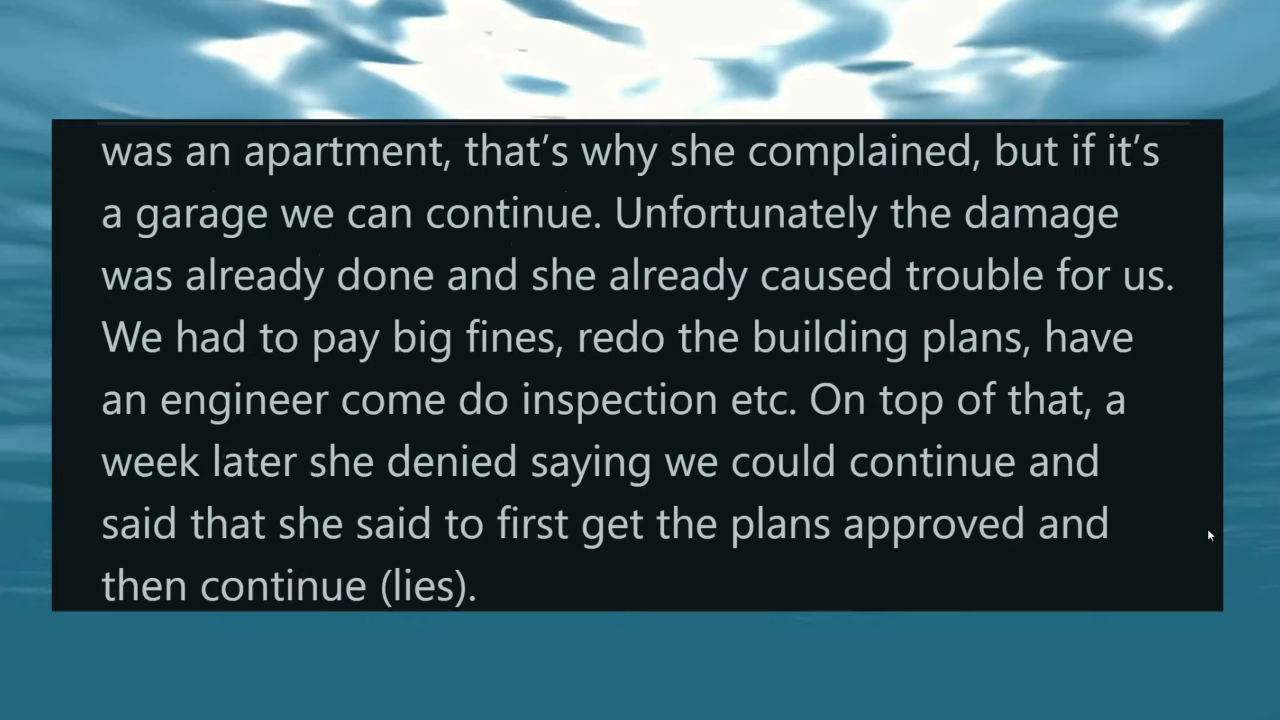 was an apartment, that’s why she complained, but if it’s
a garage we can continue. Unfortunately the damage
was already done and she already caused trouble for us.
We had to pay big fines, redo the building plans, have
an engineer come do inspection etc. On top of that, a
week later she denied saying we could continue and
said that she said to first get the plans approved and
then continue (lies).